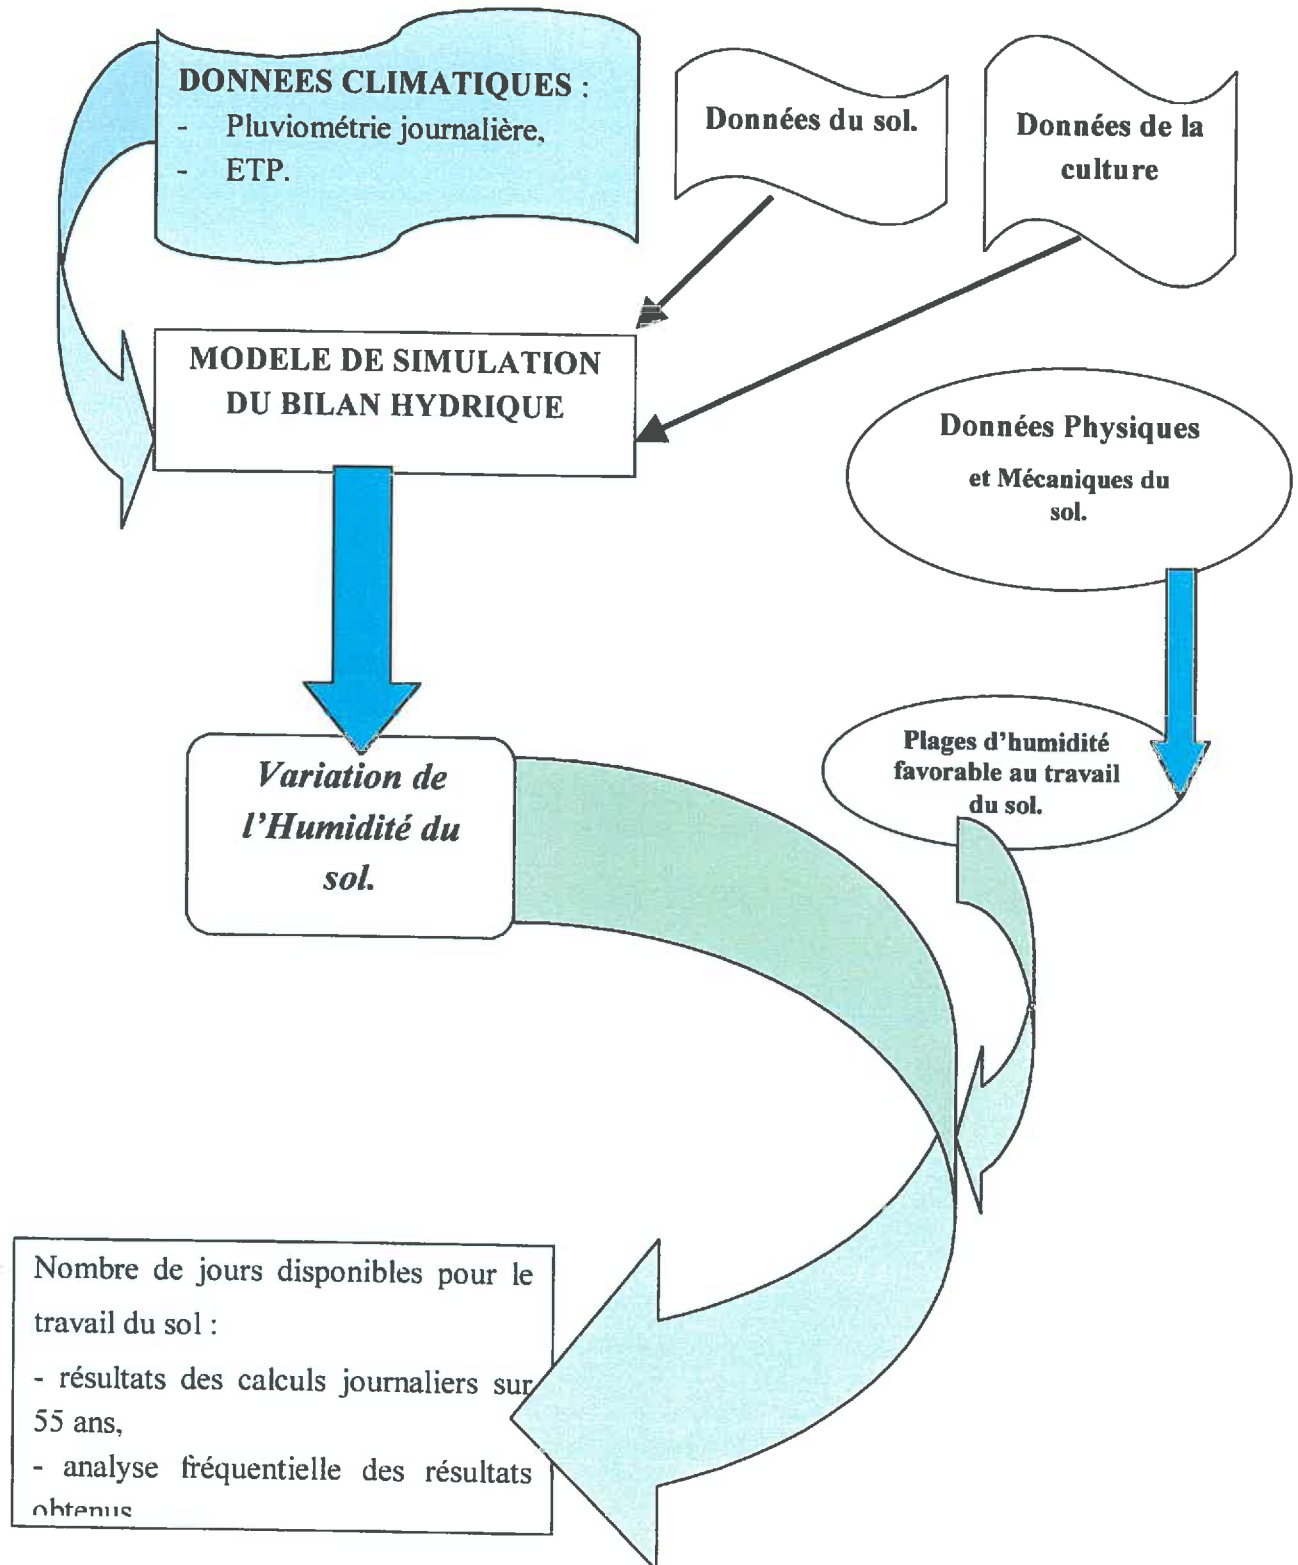 DONNEES CLIMATIQUES :
- Pluviométrie journalière,
- ETP.
Données du sol.
Données de la
culture
MODELE DE SIMULATION
DU BILAN HYDRIQUE
Données Physiques
et Mécaniques du
sol.
Plages d'humidité
favorable au travail
du sol.
Variation de
l'Humidité du
sol.
Nombre de jours disponibles pour le
travail du sol :
- résultats des calculs journaliers sur
55 ans,
- analyse fréquentielle des résultats
obtenus